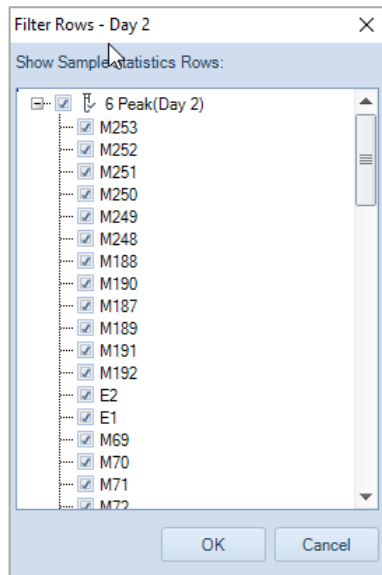 Filter Rows - Day 2
Show Sample Statistics Rows:
6 Peak(Day 2)
M253
M252
M251
M250
M249
M248
M188
M190
M187
M189
M191
M192
E2
E1
M69
M70
M71
M72
OK
Cancel